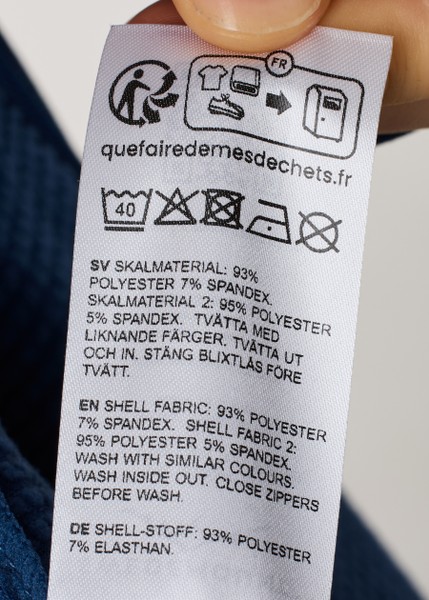 FR
quefairedemesdechets.fr
40
SV SKALMATERIAL: 93%
POLYESTER 7% SPANDEX.
SKALMATERIAL 2: 95% POLYESTER
5% SPANDEX. TVÄTTA MED
LIKNANDE FÄRGER. TVÄTTA UT
OCH IN. STÄNG BLIXTLÅS FÖRE
TVÄTT.
EN SHELL FABRIC: 93% POLYESTER
7% SPANDEX. SHELL FABRIC 2:
95% POLYESTER 5% SPANDEX.
WASH WITH SIMILAR COLOURS.
WASH INSIDE OUT. CLOSE ZIPPERS
BEFORE WASH.
DE SHELL-STOFF: 93% POLYESTER
7% ELASTHAN.